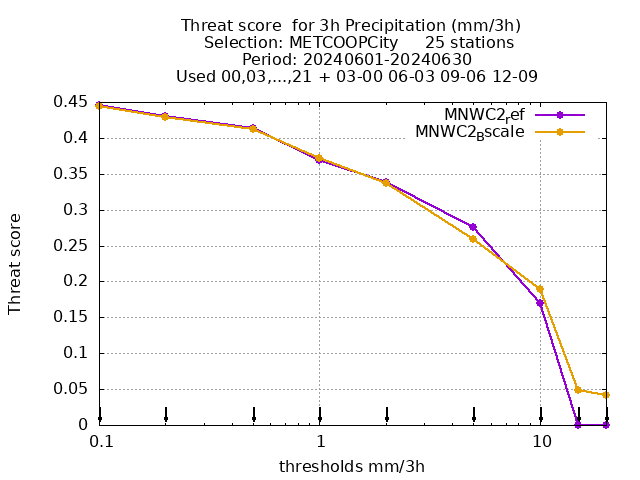 Threat score  for 3h Precipitation (mm/3h)
Selection: METCOOPCity     25 stations
Period: 20240601-20240630
Used 00,03,...,21 + 03-00 06-03 09-06 12-09
MNWC2ref
MNWC2Bscale
0.45
0.4
0.35
0.3
0.25
0.2
0.15
0.1
0.05
0
Threat score
0.1 1 10
thresholds mm/3h